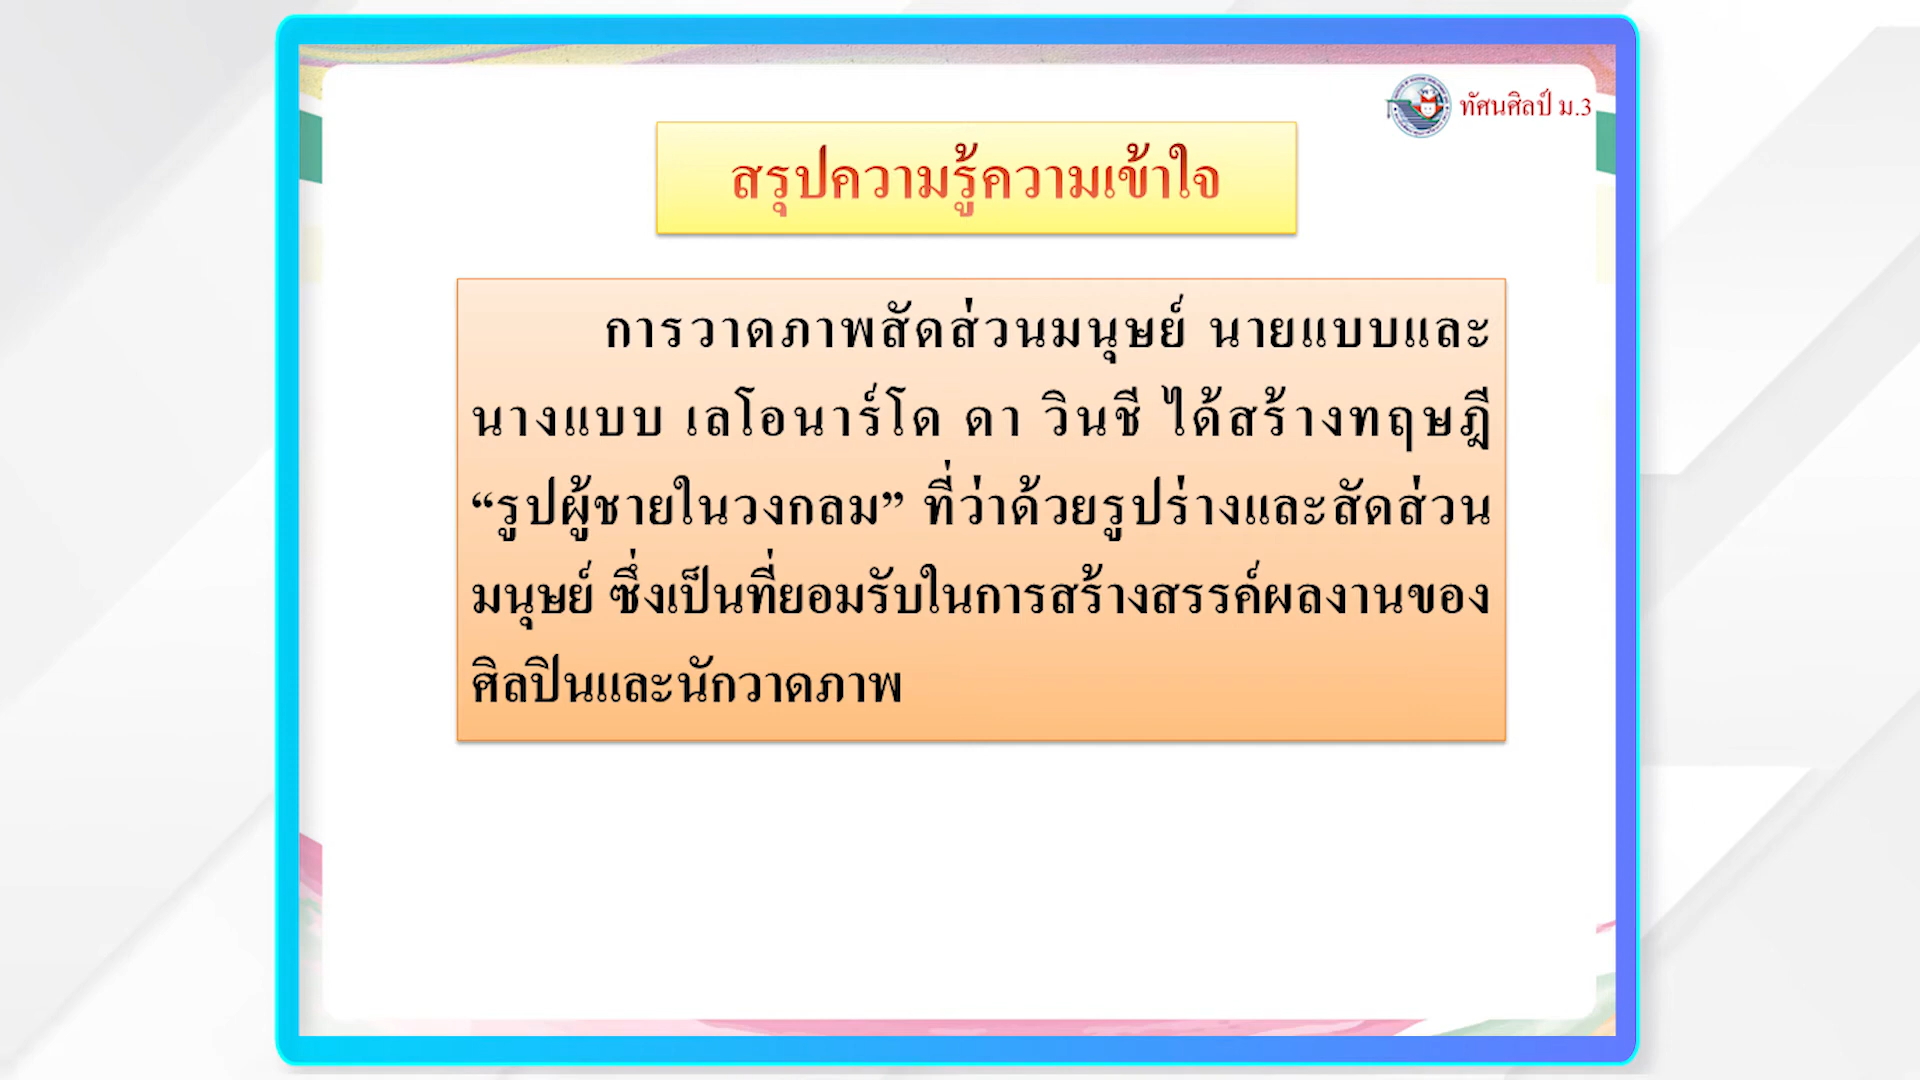 ทัศนศิลป์ ม.3
สรุปความรู้ความเข้าใจ
การวาดภาพสัดส่วนมนุษย์ นายแบบและ
นางแบบ เลโอนาร์โด ดา วินชี ได้สร้างทฤษฎี
“รูปผู้ชายในวงกลม” ที่ว่าด้วยรูปร่างและสัดส่วน
มนุษย์ ซึ่งเป็นที่ยอมรับในการสร้างสรรค์ผลงานของ
ศิลปินและนักวาดภาพ